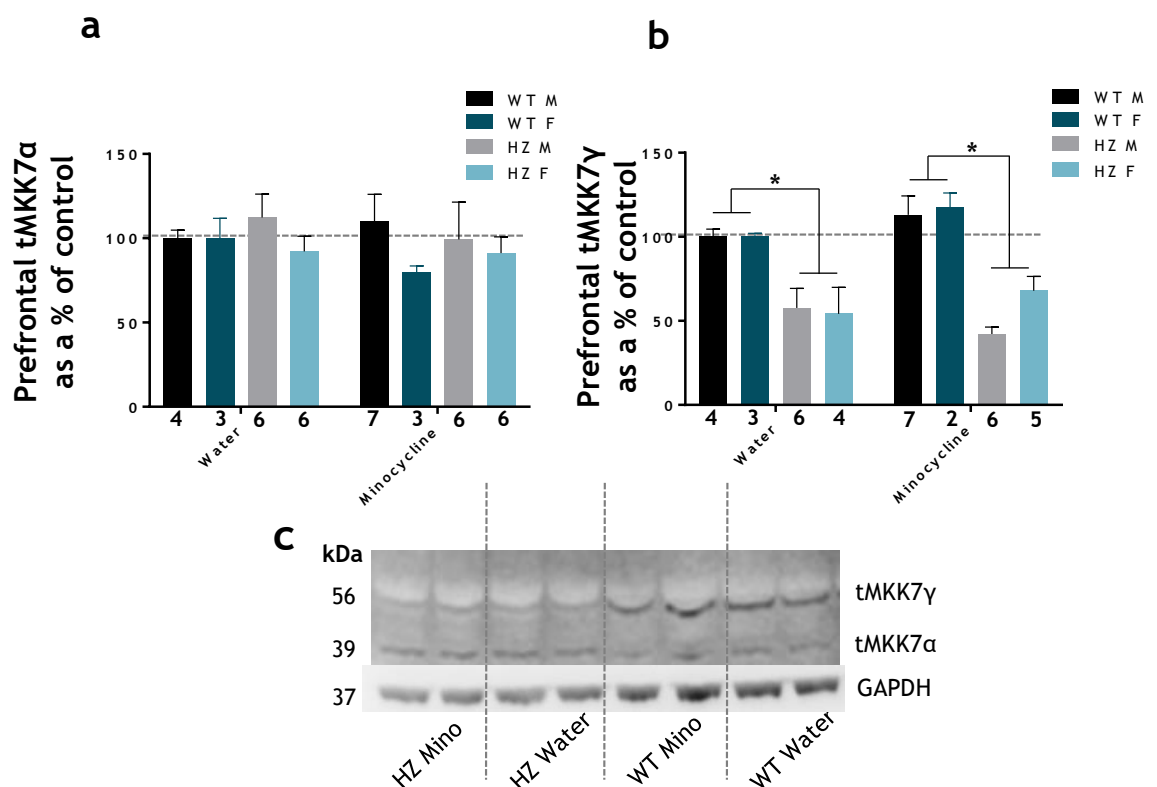 a
WT M
WT F
HZ M
HZ F
Prefrontal tMKK7α
as a % of control
150
100
50
0
4 3 6 6 7 3 6 6
Water
Minocycline
b
WT M
WT F
HZ M
HZ F
Prefrontal tMKK7γ
as a % of control
150
100
50
0
*
*
4 3 6 4 7 2 6 5
Water
Minocycline
c
kDa
56
39
37
tMKK7γ
tMKK7α
GAPDH
HZ Mino
HZ Water
WT Mino
WT Water